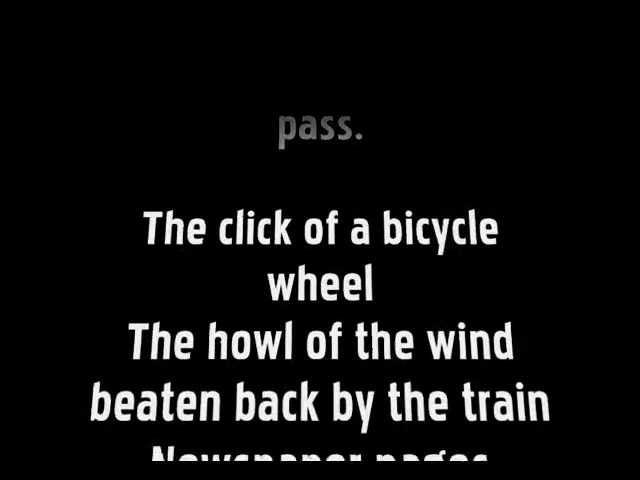 pass.
The click of a bicycle
wheel
The howl of the wind
beaten back by the train
Newspaper pages